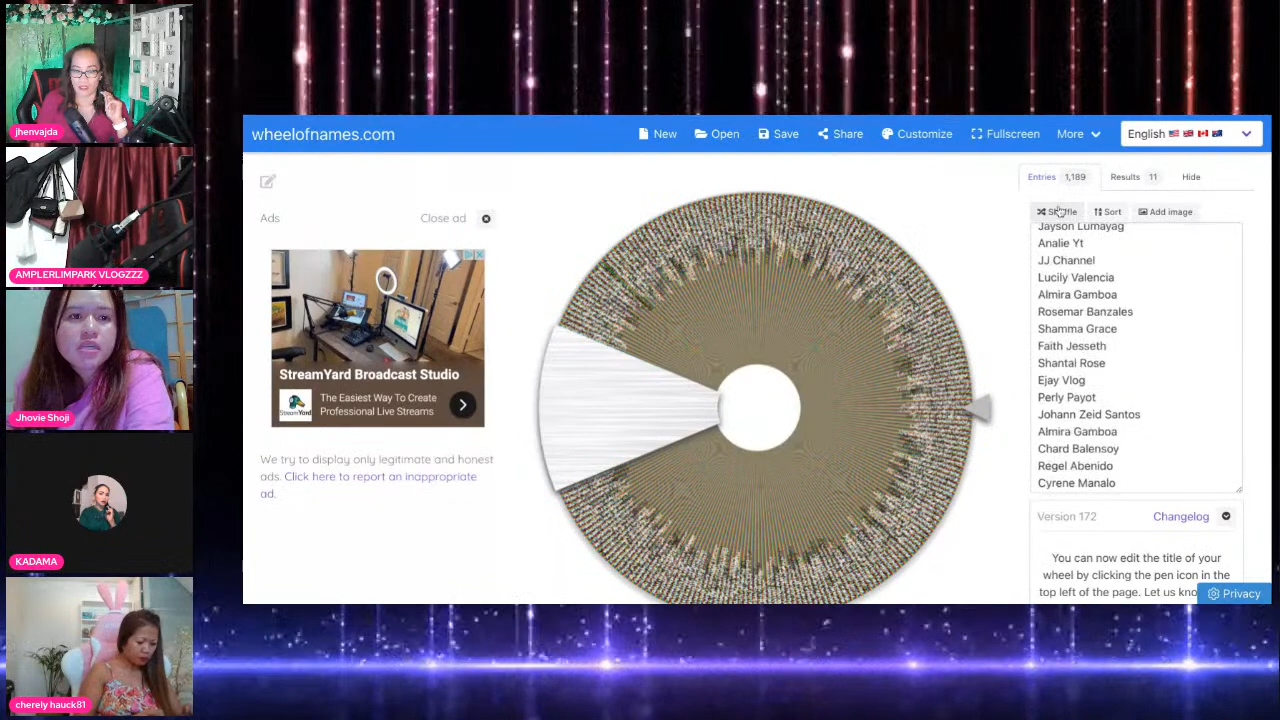 jhenvajda
AMPLERLIMPARK VLOGZZZ
Jhovie Shoji
KADAMA
cherely hauck81
wheelofnames.com
New
Open
Save
Share
Customize
Fullscreen
More
English
Ads
Close ad
StreamYard Broadcast Studio
StreamYard
The Easiest Way To Create
Professional Live Streams
We try to display only legitimate and honest
ads. Click here to report an inappropriate
ad.
Entries 1,189
Results 11
Hide
Sort
Add image
Jayson Lumayag
Analie Yt
JJ Channel
Lucily Valencia
Almira Gamboa
Rosemar Banzales
Shamma Grace
Faith Jesseth
Shantal Rose
Ejay Vlog
Perly Payot
Johann Zeid Santos
Almira Gamboa
Chard Balensoy
Regel Abenido
Cyrene Manalo
Version 172
Changelog
You can now edit the title of your
wheel by clicking the pen icon in the
top left of the page. Let us
Privacy